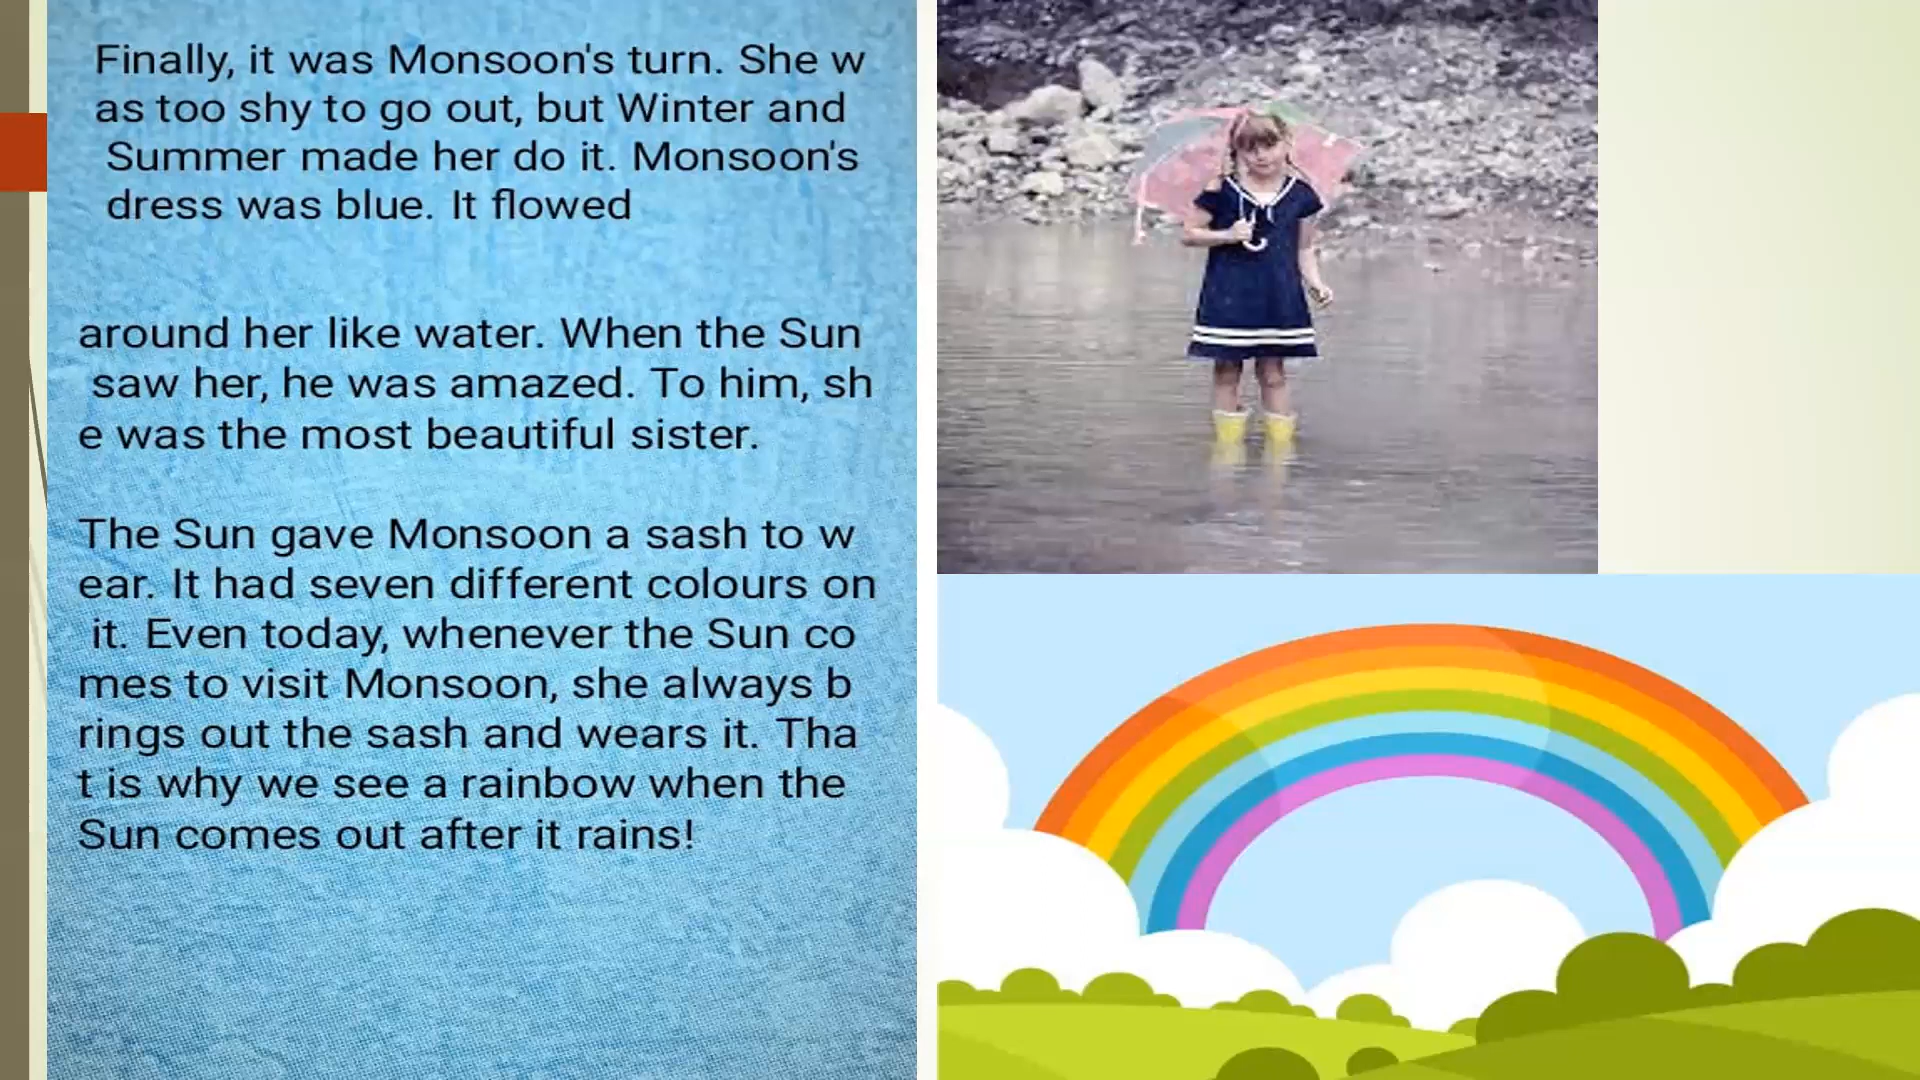 Finally, it was Monsoon's turn. She w
as too shy to go out, but Winter and
Summer made her do it. Monsoon's
dress was blue. It flowed
around her like water. When the Sun
saw her, he was amazed. To him, sh
e was the most beautiful sister.
The Sun gave Monsoon a sash to w
ear. It had seven different colours on
it. Even today, whenever the Sun co
mes to visit Monsoon, she always b
rings out the sash and wears it. Tha
t is why we see a rainbow when the
Sun comes out after it rains!